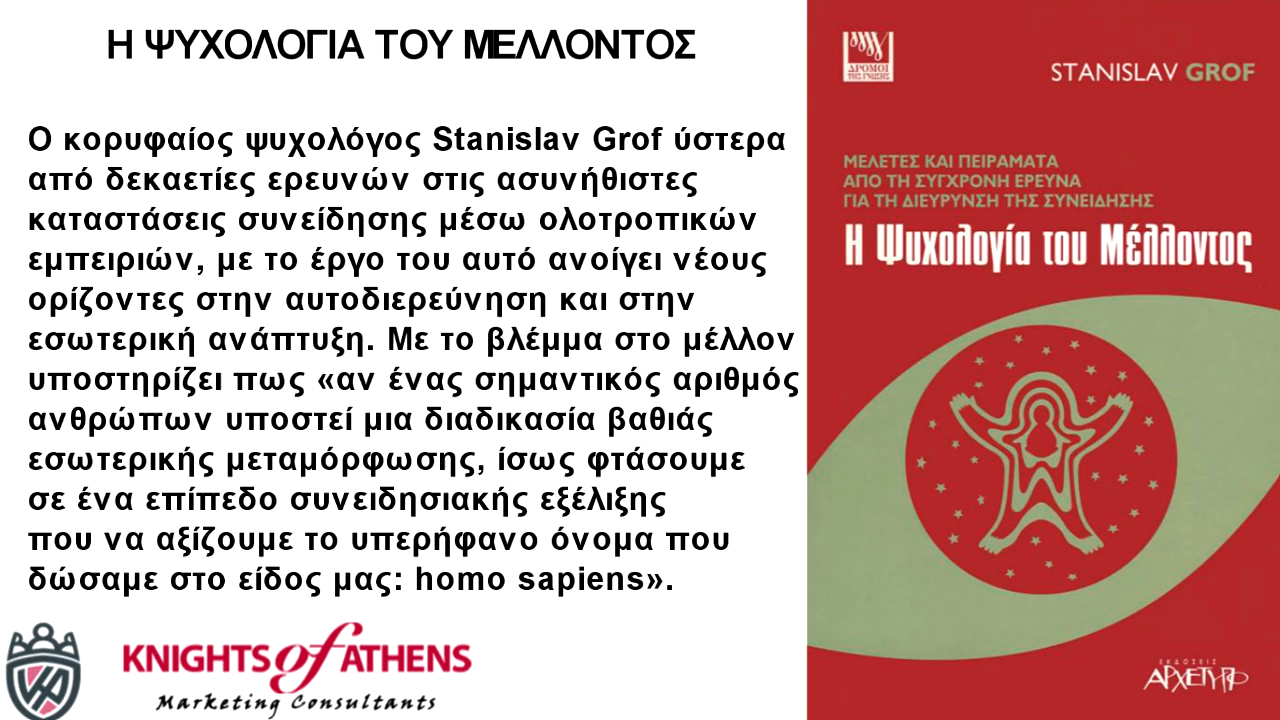 Η ΨΥΧΟΛΟΓΙΑ ΤΟΥ ΜΕΛΛΟΝΤΟΣ
Ο κορυφαίος ψυχολόγος Stanislav Grof ύστερα
από δεκαετίες ερευνών στις ασυνήθιστες
καταστάσεις συνείδησης μέσω ολοτροπικών
εμπειριών, με το έργο του αυτό ανοίγει νέους
ορίζοντες στην αυτοδιερεύνηση και στην
εσωτερική ανάπτυξη. Με το βλέμμα στο μέλλον
υποστηρίζει πως «αν ένας σημαντικός αριθμός
ανθρώπων υποστεί μια διαδικασία βαθιάς
εσωτερικής μεταμόρφωσης, ίσως φτάσουμε
σε ένα επίπεδο συνειδησιακής εξέλιξης
που να αξίζουμε το υπερήφανο όνομα που
δώσαμε στο είδος μας: homo sapiens».
KNIGHTS of ATHENS
Marketing Consultants
ΔΡΟΜΟΙ
ΤΗΣ ΓΝΩΣΗΣ
STANISLAV GROF
ΜΕΛΕΤΕΣ ΚΑΙ ΠΕΙΡΑΜΑΤΑ
ΑΠΟ ΤΗ ΣΥΓΧΡΟΝΗ ΕΡΕΥΝΑ
ΓΙΑ ΤΗ ΔΙΕΥΡΥΝΣΗ ΤΗΣ ΣΥΝΕΙΔΗΣΗΣ
Η Ψυχολογία του Μέλλοντος
ΕΚΔΟΣΕΙΣ
ΑΡΧΕΤΥΠΟ